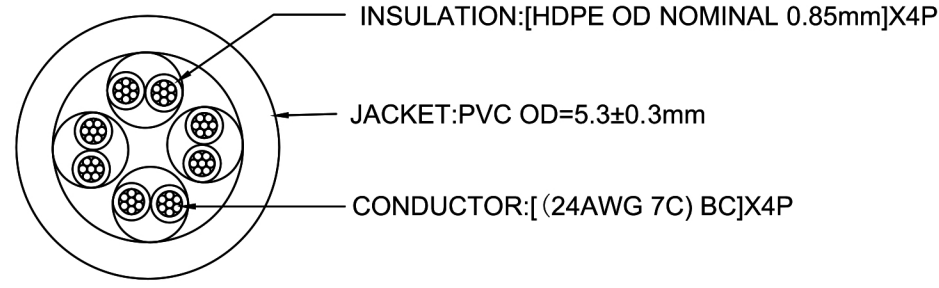 INSULATION:[HDPE OD NOMINAL 0.85mm]X4P
JACKET:PVC OD=5.3±0.3mm
CONDUCTOR:[（24AWG 7C) BC]X4P